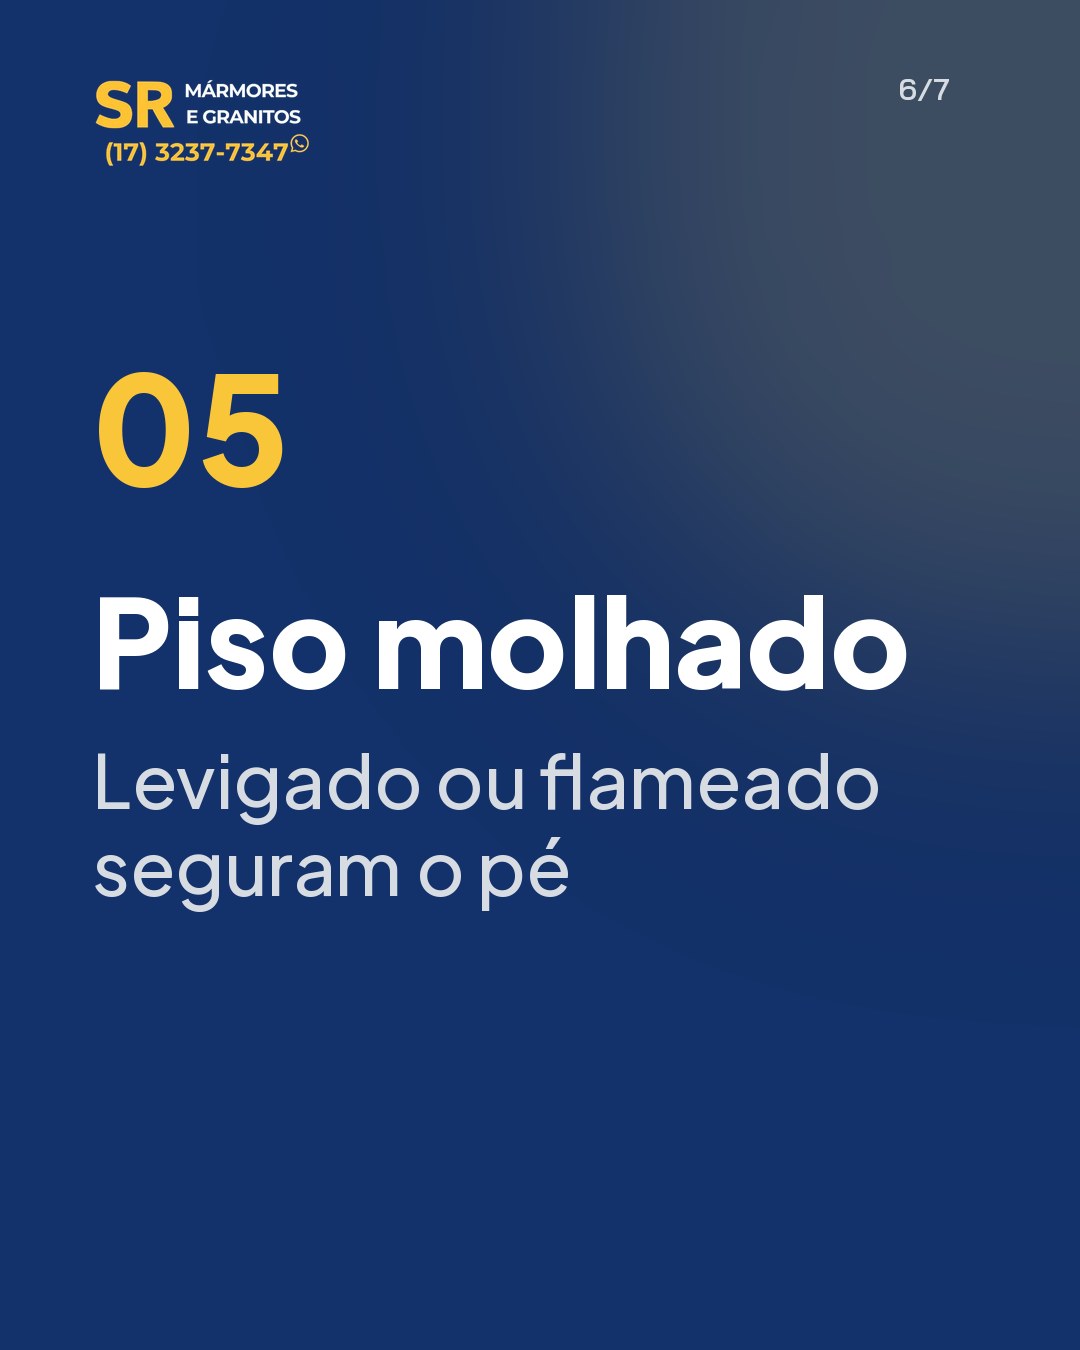 SR MÁRMORES
E GRANITOS
(17) 3237-7347
6/7
05
Piso molhado
Levigado ou flameado
seguram o pé